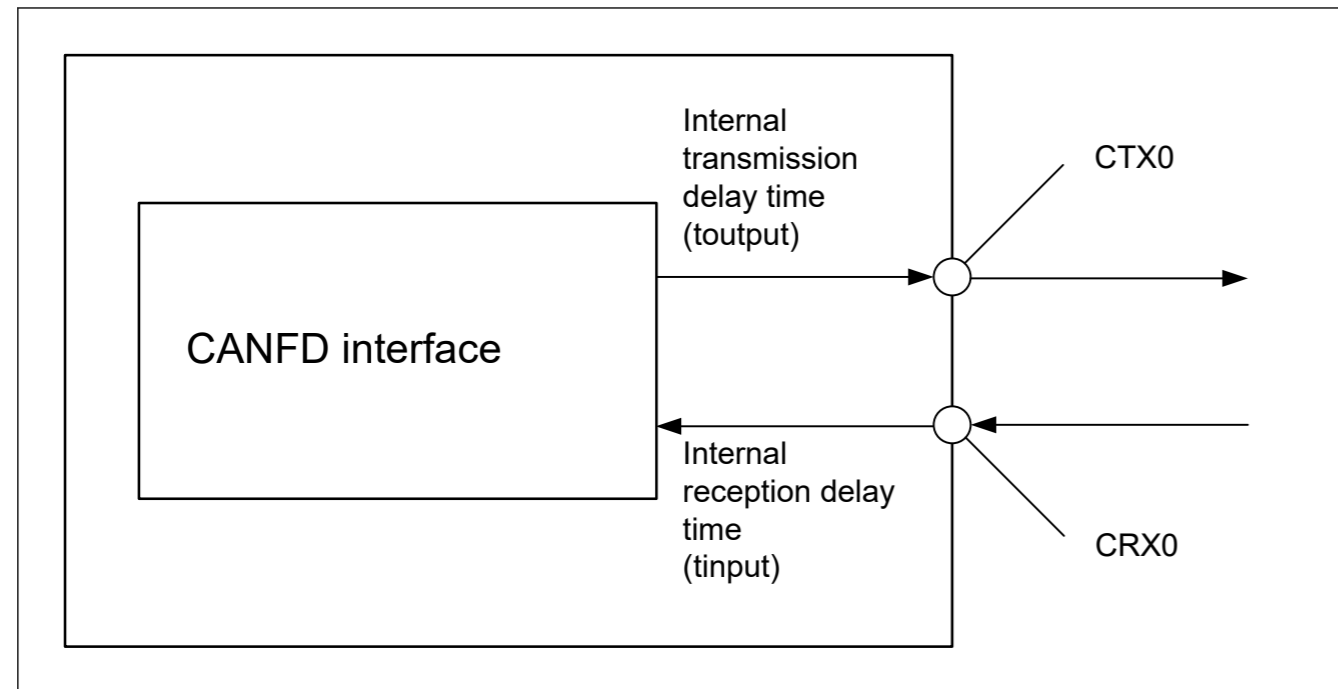 Internal
transmission
delay time
(toutput)
CTX0
CANFD interface
Internal
reception delay
time
(tinput)
CRX0